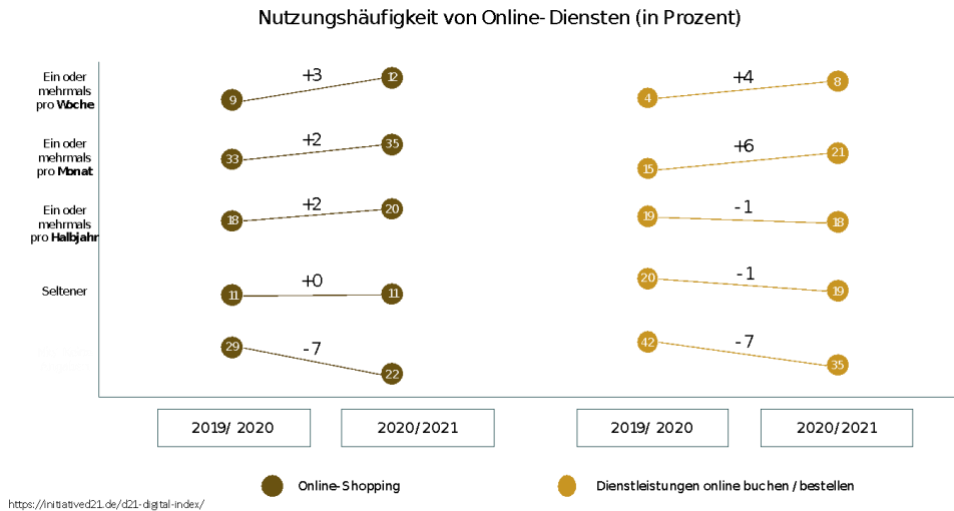 Nutzungshäufigkeit von Online-Diensten (in Prozent)
Ein oder
mehrmals
pro Woche
9
+3
12
4
+4
8
Ein oder
mehrmals
pro Monat
33
+2
35
15
+6
21
Ein oder
mehrmals
pro Halbjahr
18
+2
20
19
-1
18
Seltener
11
+0
11
20
-1
19
29
-7
22
42
-7
35
2019/ 2020
2020/2021
2019/ 2020
2020/2021
Online-Shopping
Dienstleistungen online buchen / bestellen
https://initiatived21.de/d21-digital-index/